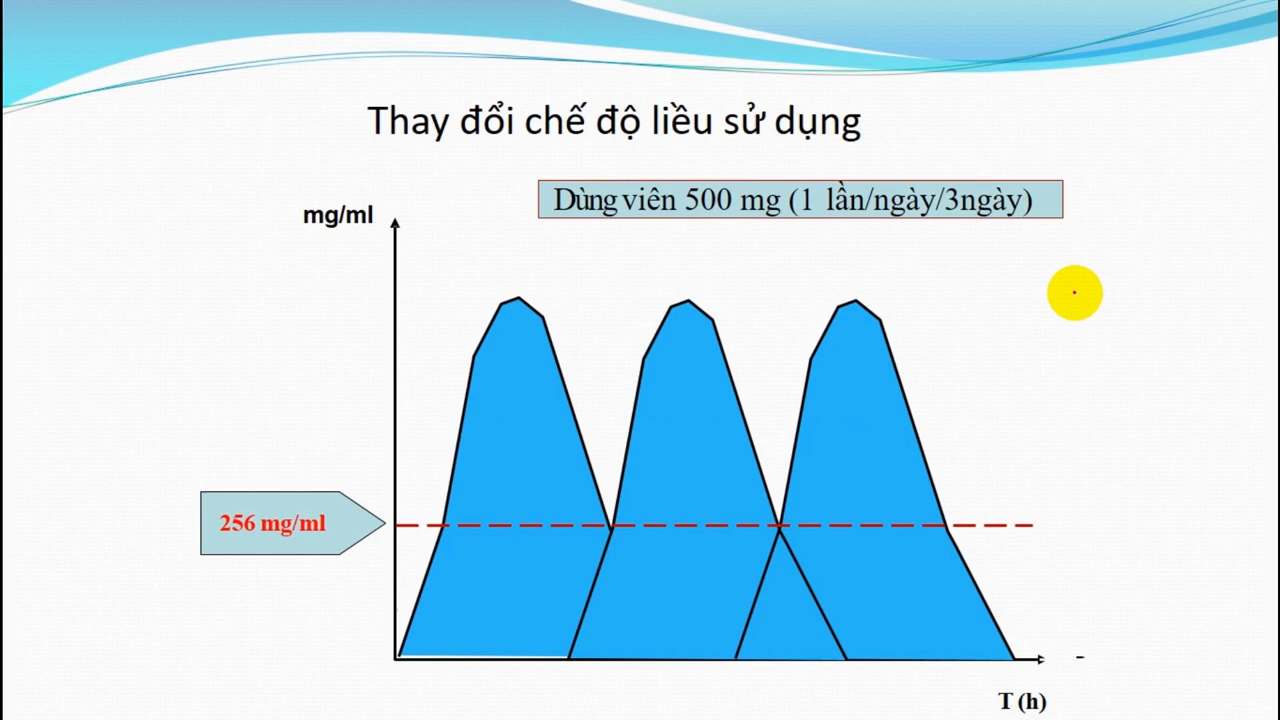 Thay đổi chế độ liều sử dụng
Dùng viên 500 mg (1 lần/ngày/3ngày)
mg/ml
256 mg/ml
T (h)